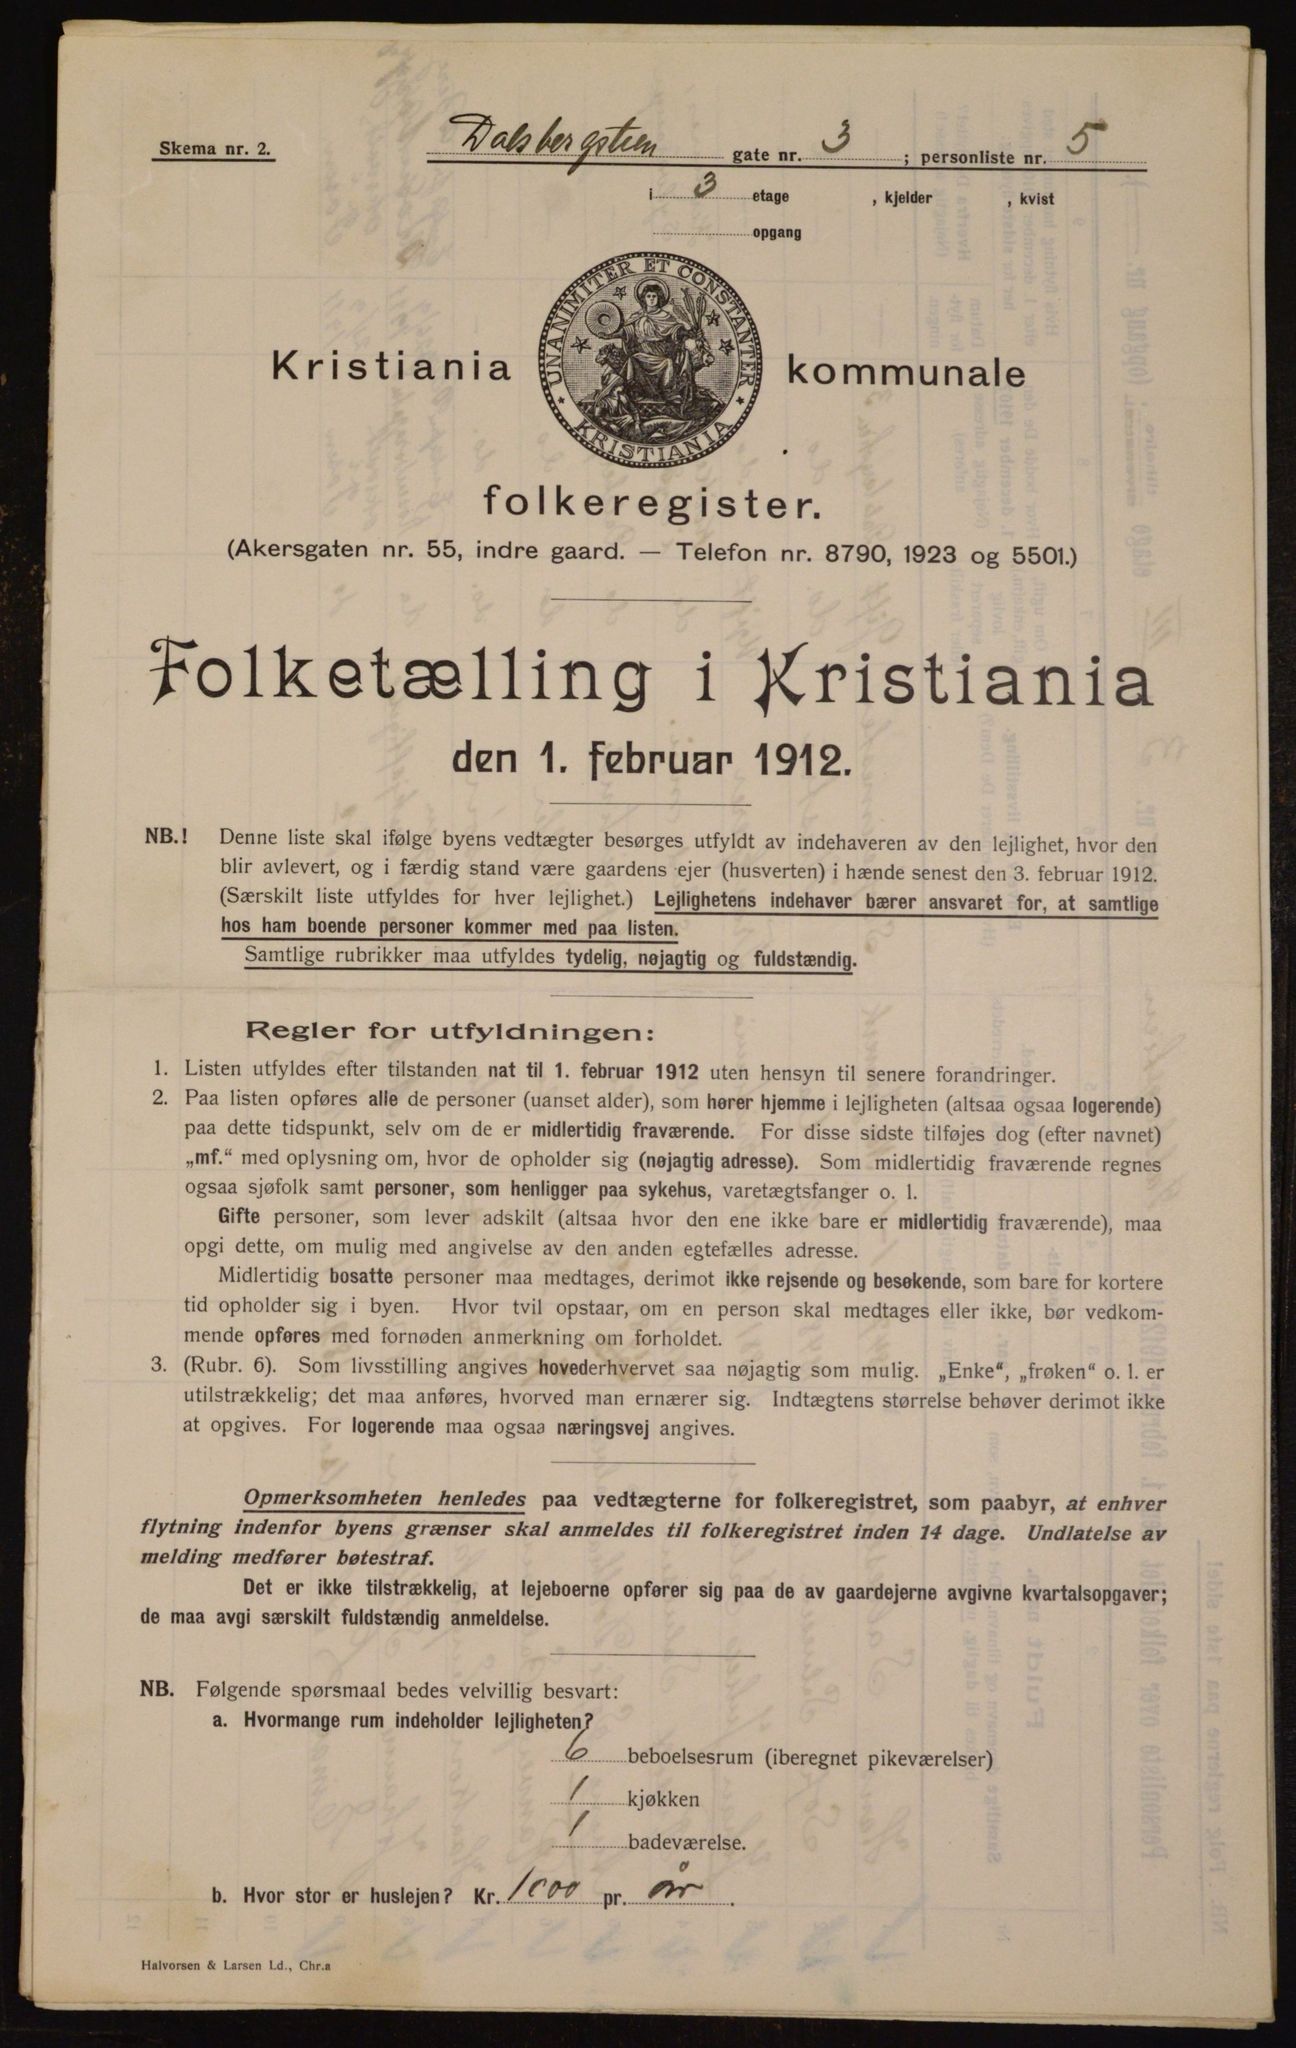 Skema nr. 2.
Dalsbergstien gate nr. 3 ; personliste nr. 5
i 3 etage , kjelder , kvist
opgang
UNANIMITER ET CONSTANTER
KRISTIANIA
Kristiania kommunale
folkeregister.
(Akersgaten nr. 55, indre gaard. — Telefon nr. 8790, 1923 og 5501.)
Folketælling i Kristiania
den 1. februar 1912.
NB.! Denne liste skal ifølge byens vedtægter besørges utfyldt av indehaveren av den lejlighet, hvor den
blir avlevert, og i færdig stand være gaardens ejer (husverten) i hænde senest den 3. februar 1912.
(Særskilt liste utfyldes for hver lejlighet.) Lejlighetens indehaver bærer ansvaret for, at samtlige
hos ham boende personer kommer med paa listen.
Samtlige rubrikker maa utfyldes tydelig, nøjagtig og fuldstændig.
Regler for utfyldningen:
1. Listen utfyldes efter tilstanden nat til 1. februar 1912 uten hensyn til senere forandringer.
2. Paa listen opføres alle de personer (uanset alder), som hører hjemme i lejligheten (altsaa ogsaa logerende)
paa dette tidspunkt, selv om de er midlertidig fraværende. For disse sidste tilføjes dog (efter navnet)
„mf.“ med oplysning om, hvor de opholder sig (nøjagtig adresse). Som midlertidig fraværende regnes
ogsaa sjøfolk samt personer, som henligger paa sykehus, varetægtsfanger o. l.
Gifte personer, som lever adskilt (altsaa hvor den ene ikke bare er midlertidig fraværende), maa
opgi dette, om mulig med angivelse av den anden egtefælles adresse.
Midlertidig bosatte personer maa medtages, derimot ikke rejsende og besøkende, som bare for kortere
tid opholder sig i byen. Hvor tvil opstaar, om en person skal medtages eller ikke, bør vedkom-
mende opføres med fornøden anmerkning om forholdet.
3. (Rubr. 6). Som livsstilling angives hovederhvervet saa nøjagtig som mulig. „Enke“, „frøken“ o. l. er
utilstrækkelig; det maa anføres, hvorved man ernærer sig. Indtægtens størrelse behøver derimot ikke
at opgives. For logerende maa ogsaa næringsvej angives.
Opmerksomheten henledes paa vedtægterne for folkeregistret, som paabyr, at enhver
flytning indenfor byens grænser skal anmeldes til folkeregistret inden 14 dage. Undlatelse av
melding medfører bøtestraf.
Det er ikke tilstrækkelig, at lejeboerne opfører sig paa de av gaardejerne avgivne kvartalsopgaver;
de maa avgi særskilt fuldstændig anmeldelse.
NB. Følgende spørsmaal bedes velvillig besvart:
a. Hvormange rum indeholder lejligheten?
6 beboelsesrum (iberegnet pikeværelser)
1 kjøkken
1 badeværelse.
b. Hvor stor er huslejen? Kr. 1000 pr. år.
Halvorsen & Larsen Ld., Chr.a